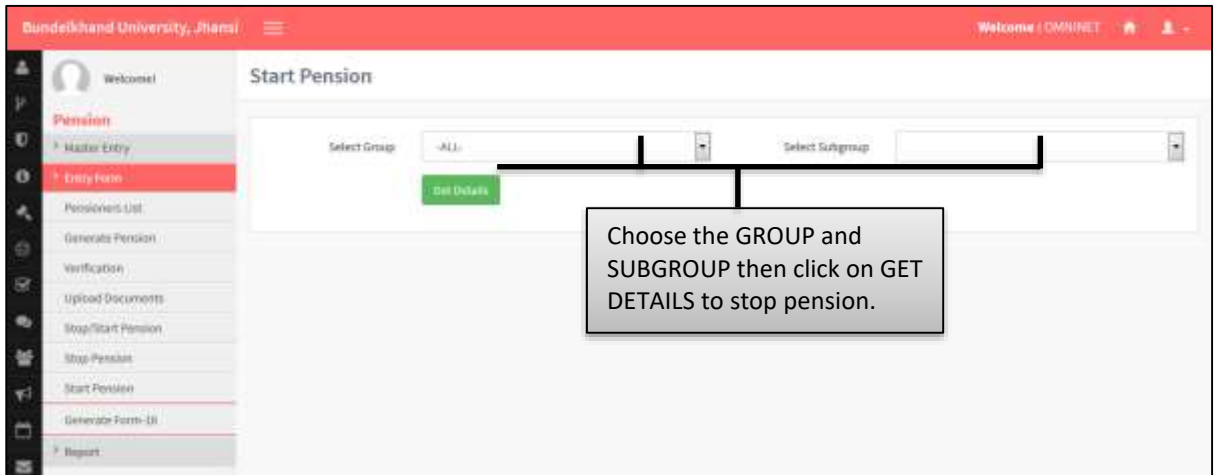 Bundelkhand University, Jhansi
Welcome : OMNINET
Welcome!
Start Pension
Pension
Master Entry
Select Group -ALL- Select Subgroup
Entry Form
Get Details
Pensioners List
Generate Pension
Verification
Upload Documents
Stop/Start Pension
Stop Pension
Start Pension
Generate Form-16
Report
Choose the GROUP and
SUBGROUP then click on GET
DETAILS to stop pension.